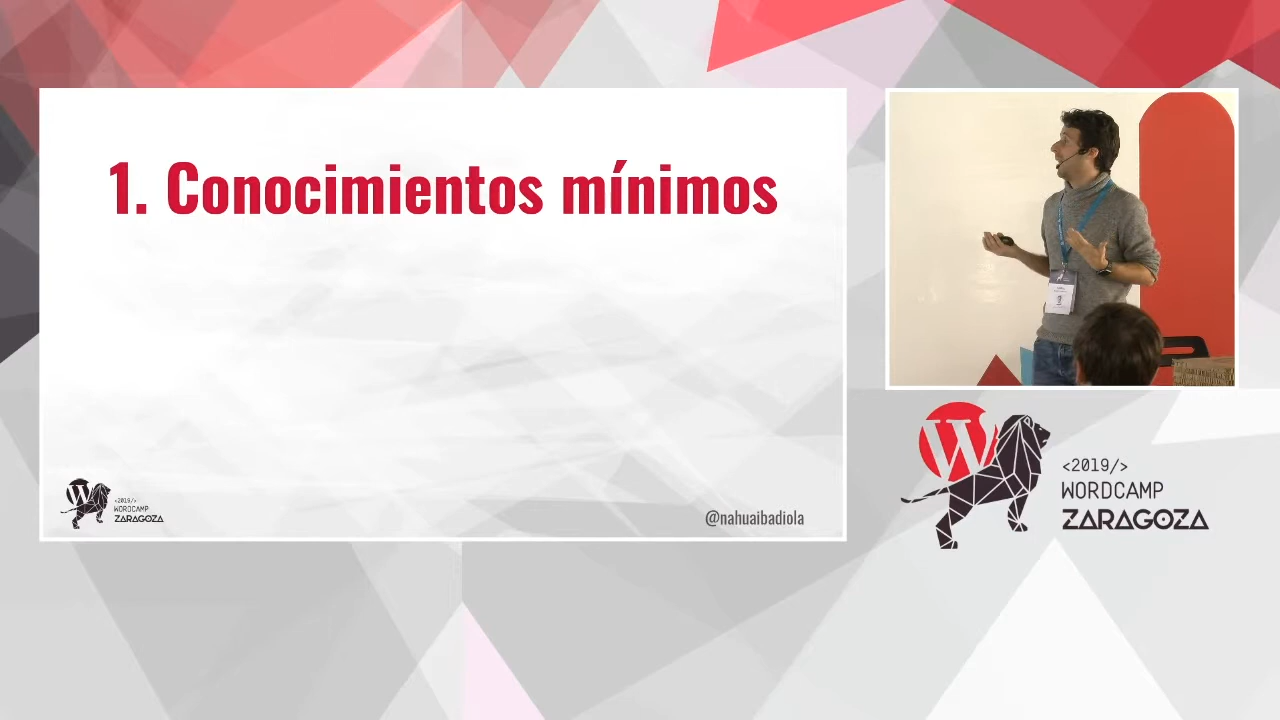 1. Conocimientos mínimos
<2019/>
WORDCAMP
ZARAGOZA
@nahuaibadiola
W
<2019/>
WORDCAMP
ZARAGOZA